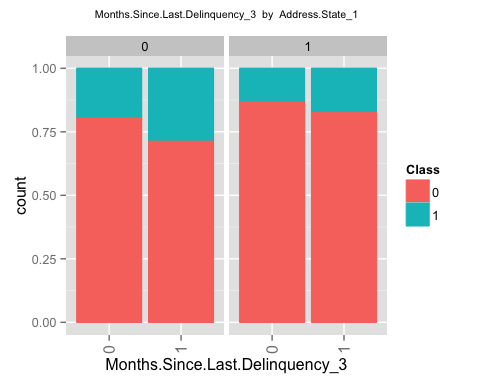 Months.Since.Last.Delinquency_3 by Address.State_1
0 1
1.00
0.75
0.50
0.25
0.00
count
0 1 0 1
Months.Since.Last.Delinquency_3
Class
0
1